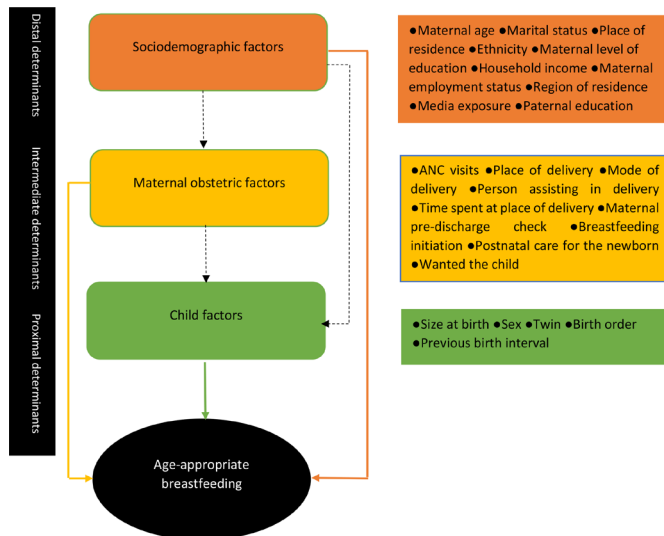 Distal determinants
Intermediate determinants
Proximal determinants
Sociodemographic factors
Maternal obstetric factors
Child factors
Age-appropriate
breastfeeding
●Maternal age ●Marital status ●Place of
residence ●Ethnicity ●Maternal level of
education ●Household income ●Maternal
employment status ●Region of residence
●Media exposure ●Paternal education
●ANC visits ●Place of delivery ●Mode of
delivery ●Person assisting in delivery
●Time spent at place of delivery ●Maternal
pre-discharge check ●Breastfeeding
initiation ●Postnatal care for the newborn
●Wanted the child
●Size at birth ●Sex ●Twin ●Birth order
●Previous birth interval